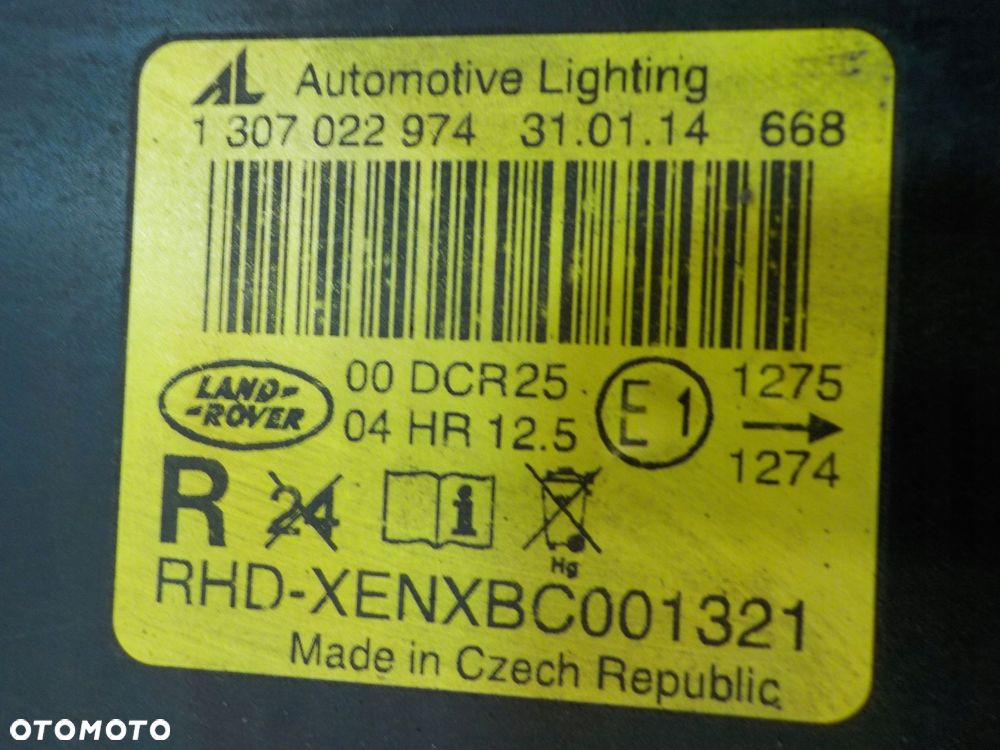 AL Automotive Lighting
1 307 022 974 31.01.14 668
LAND-
-ROVER
00 DCR25
04 HR 12.5
E1
1275
1274
R 24 i
Hg
RHD-XENXBC001321
Made in Czech Republic
OTOMOTO